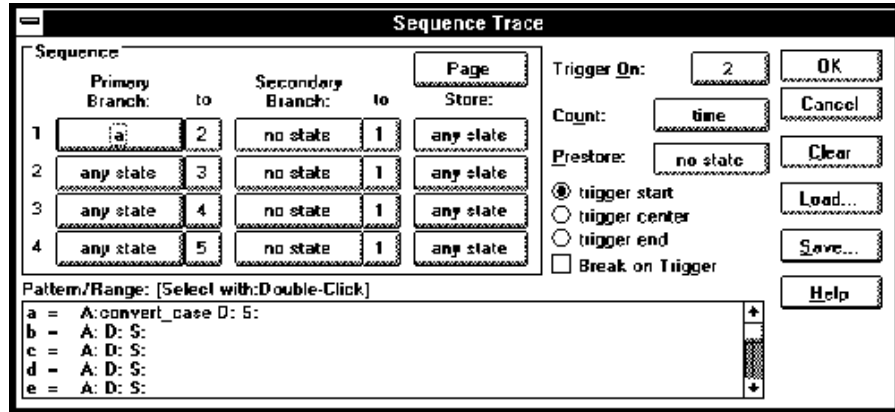 Sequence Trace
Sequence
Page
Primary Branch: to Secondary Branch: to Store:
1 a 2 no state 1 any state
2 any state 3 no state 1 any state
3 any state 4 no state 1 any state
4 any state 5 no state 1 any state
Trigger On: 2
Count: time
Prestore: no state
trigger start
trigger center
trigger end
Break on Trigger
OK
Cancel
Clear
Load...
Save...
Help
Pattern/Range: [Select with:Double-Click]
a = A:convert_case D: S:
b = A: D: S:
c = A: D: S:
d = A: D: S:
e = A: D: S: